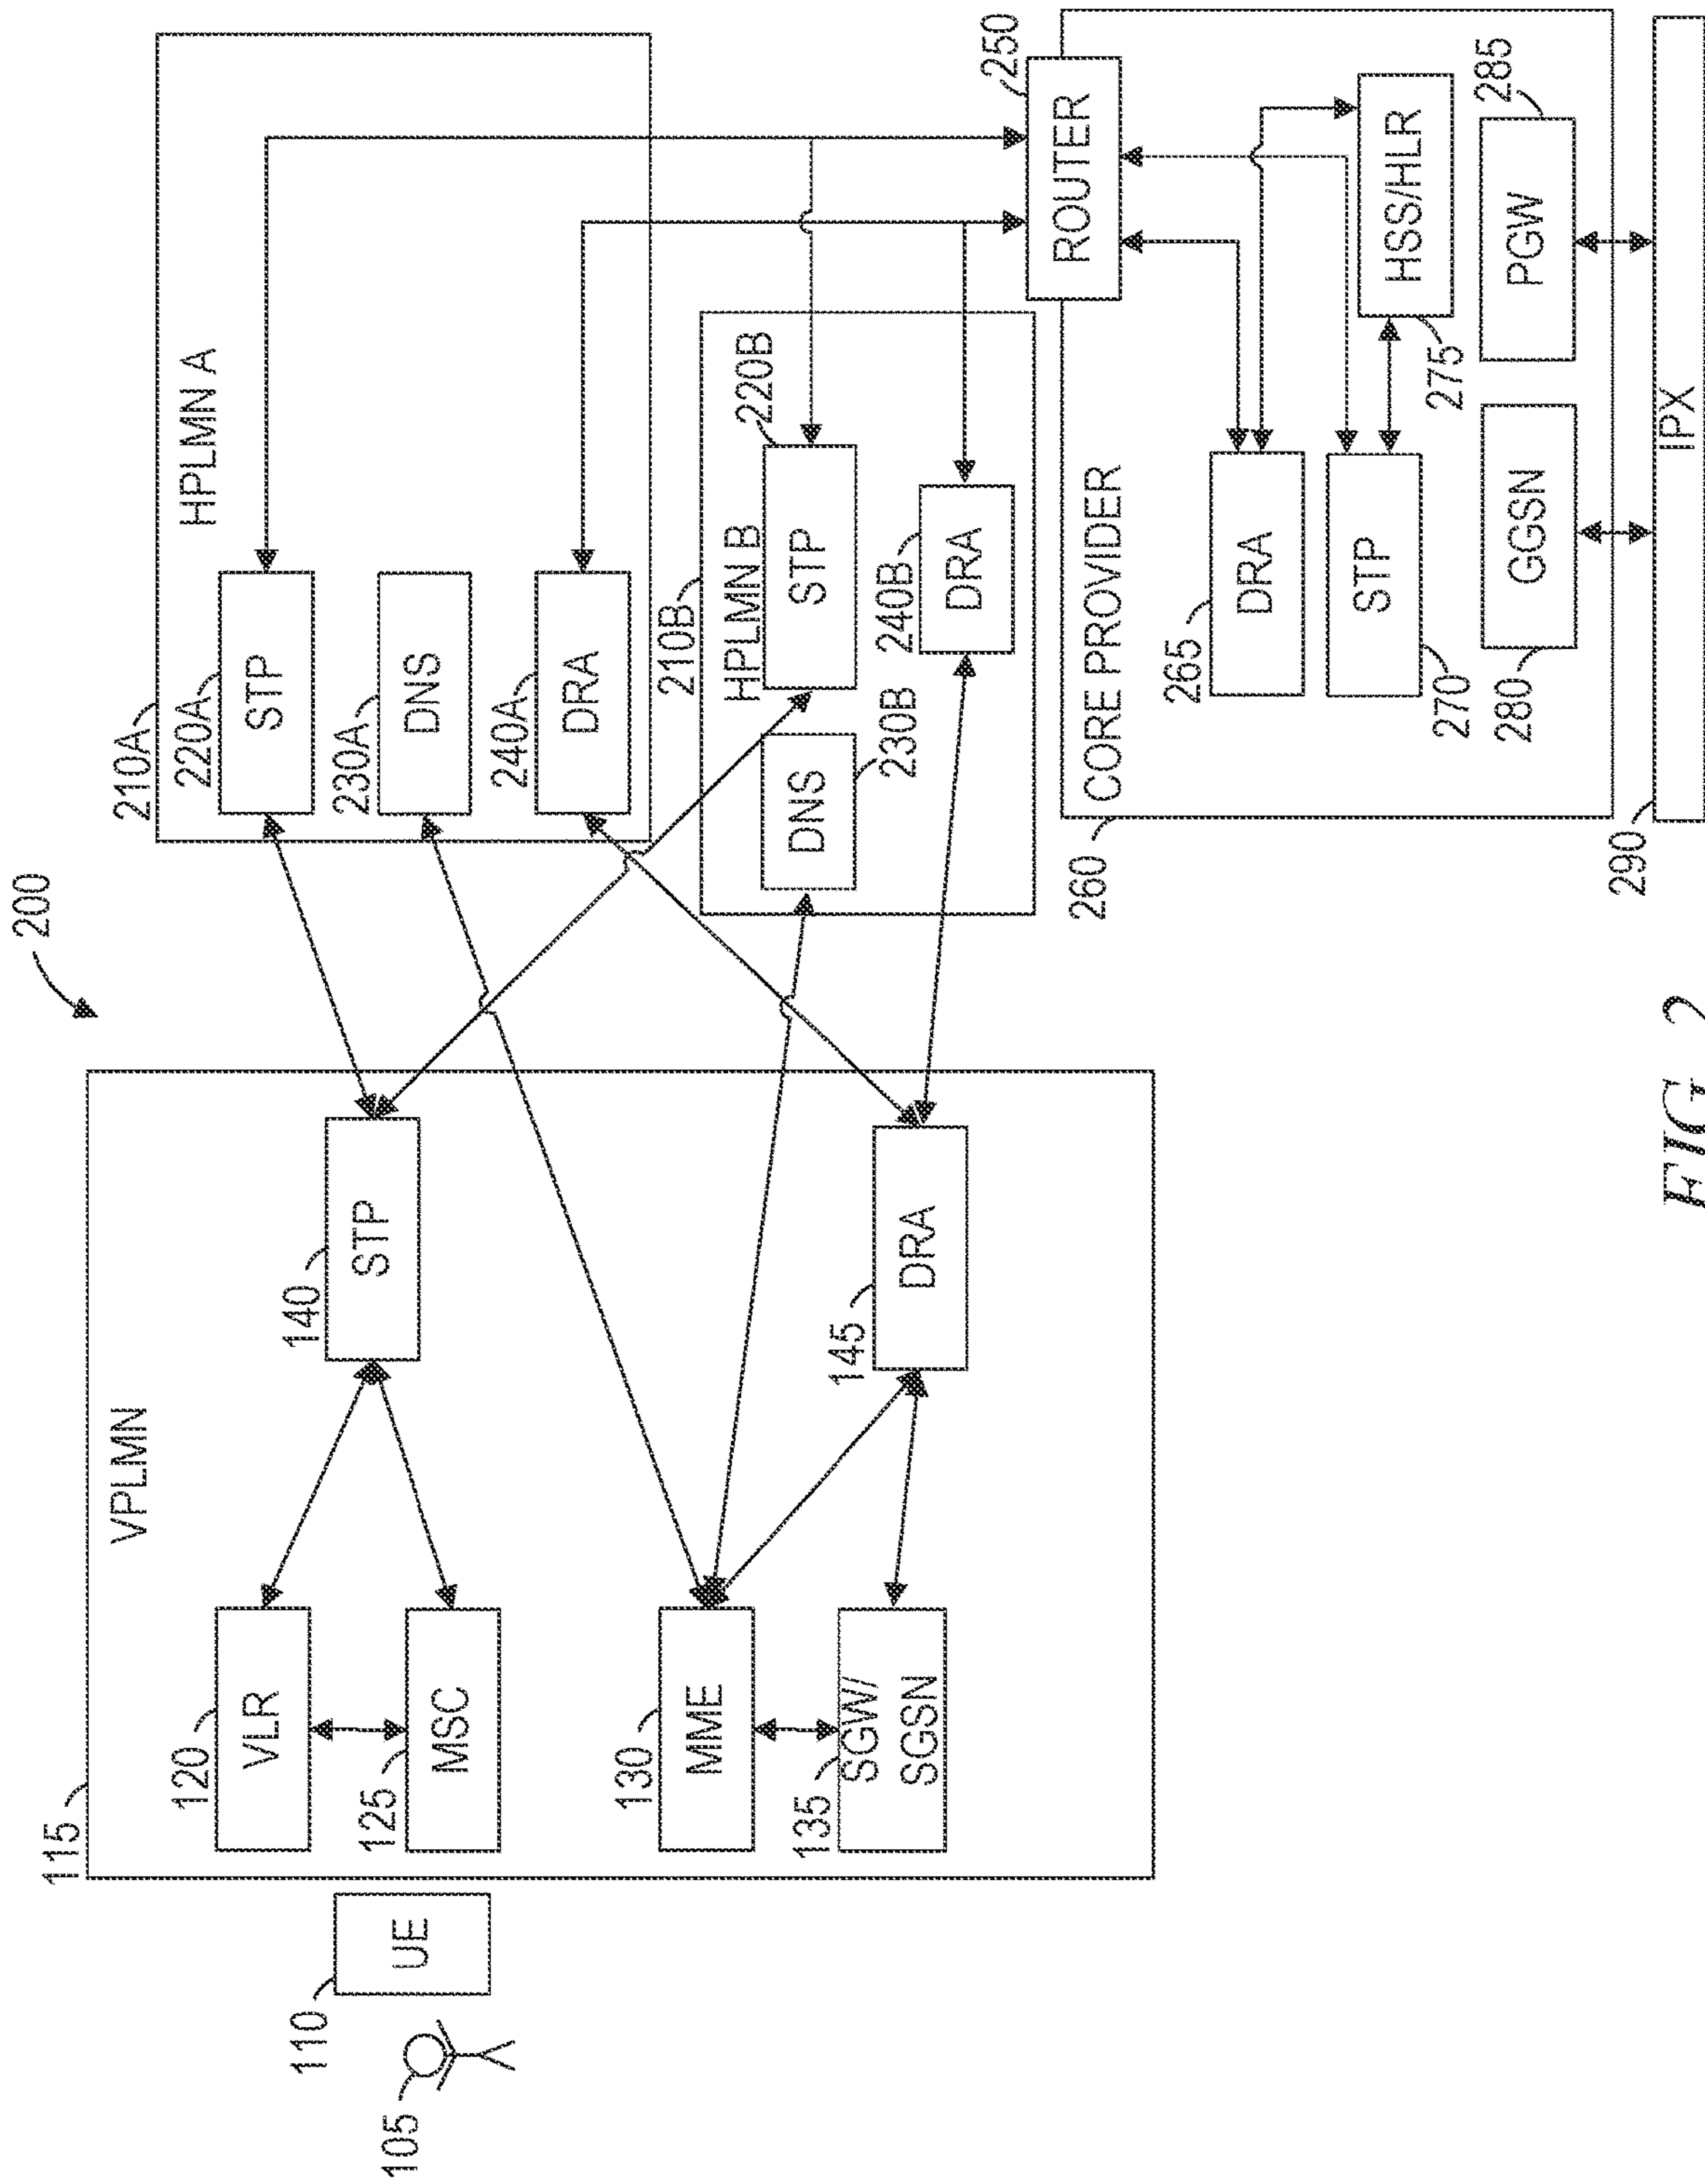 200
105
110
UE
115
VPLMN
120
VLR
125
MSC
140
STP
130
MME
135
SGW/
SGSN
145
DRA
210A
HPLMN A
220A
STP
230A
DNS
240A
DRA
210B
HPLMN B
220B
STP
DNS
230B
240B
DRA
250
ROUTER
260
CORE PROVIDER
265
DRA
STP
270
HSS/HLR
275
GGSN
280
PGW
285
290
IPX
FIG. 2